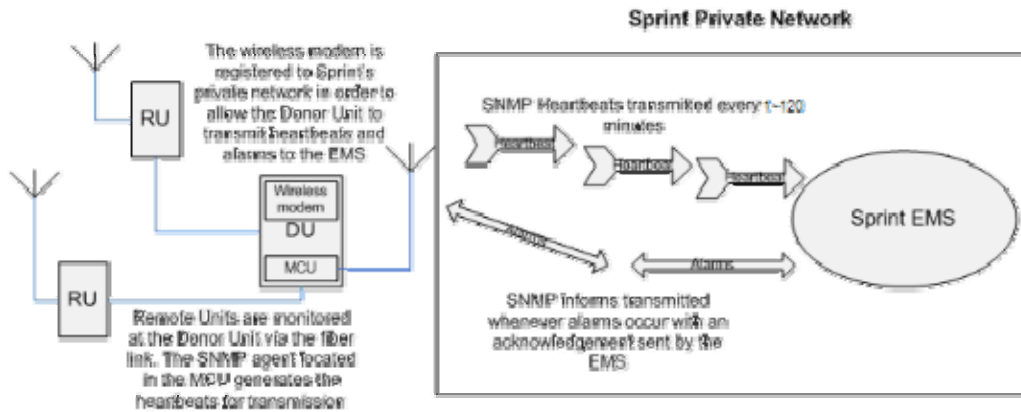 Sprint Private Network
The wireless modem is
registered to Sprint's
private network in order to
allow the Donor Unit to
transmit heartbeats and
alarms to the EMS
RU
SNMP Heartbeats transmitted every 1~120
minutes
Heartbeat
Heartbeat
Heartbeat
Wireless
modem
DU
MCU
Sprint EMS
Alarms
Alarms
RU
SNMP informs transmitted
whenever alarms occur with an
acknowledgement sent by the
EMS
Remote Units are monitored
at the Donor Unit via the fiber
link. The SNMP agent located
in the MCU generates the
heartbeats for transmission